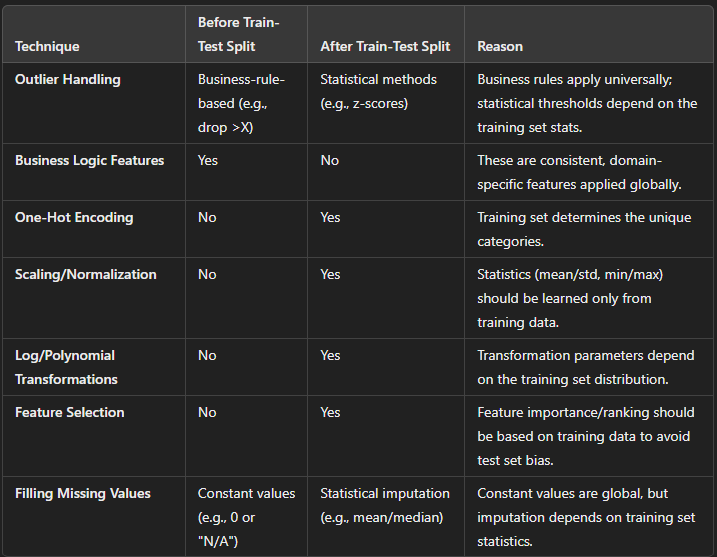 Technique
Before Train-
Test Split
After Train-Test Split
Reason
Outlier Handling
Business-rule-
based (e.g.,
drop >X)
Statistical methods
(e.g., z-scores)
Business rules apply universally;
statistical thresholds depend on the
training set stats.
Business Logic Features
Yes
No
These are consistent, domain-
specific features applied globally.
One-Hot Encoding
No
Yes
Training set determines the unique
categories.
Scaling/Normalization
No
Yes
Statistics (mean/std, min/max)
should be learned only from
training data.
Log/Polynomial
Transformations
No
Yes
Transformation parameters depend
on the training set distribution.
Feature Selection
No
Yes
Feature importance/ranking should
be based on training data to avoid
test set bias.
Filling Missing Values
Constant values
(e.g., 0 or
"N/A")
Statistical imputation
(e.g., mean/median)
Constant values are global, but
imputation depends on training set
statistics.